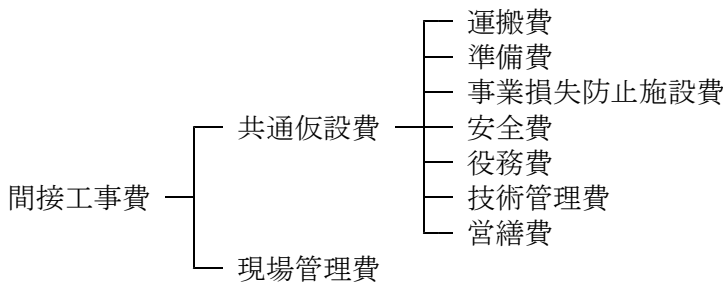 運搬費
準備費
事業損失防止施設費
共通仮設費
安全費
役務費
間接工事費
技術管理費
営繕費
現場管理費